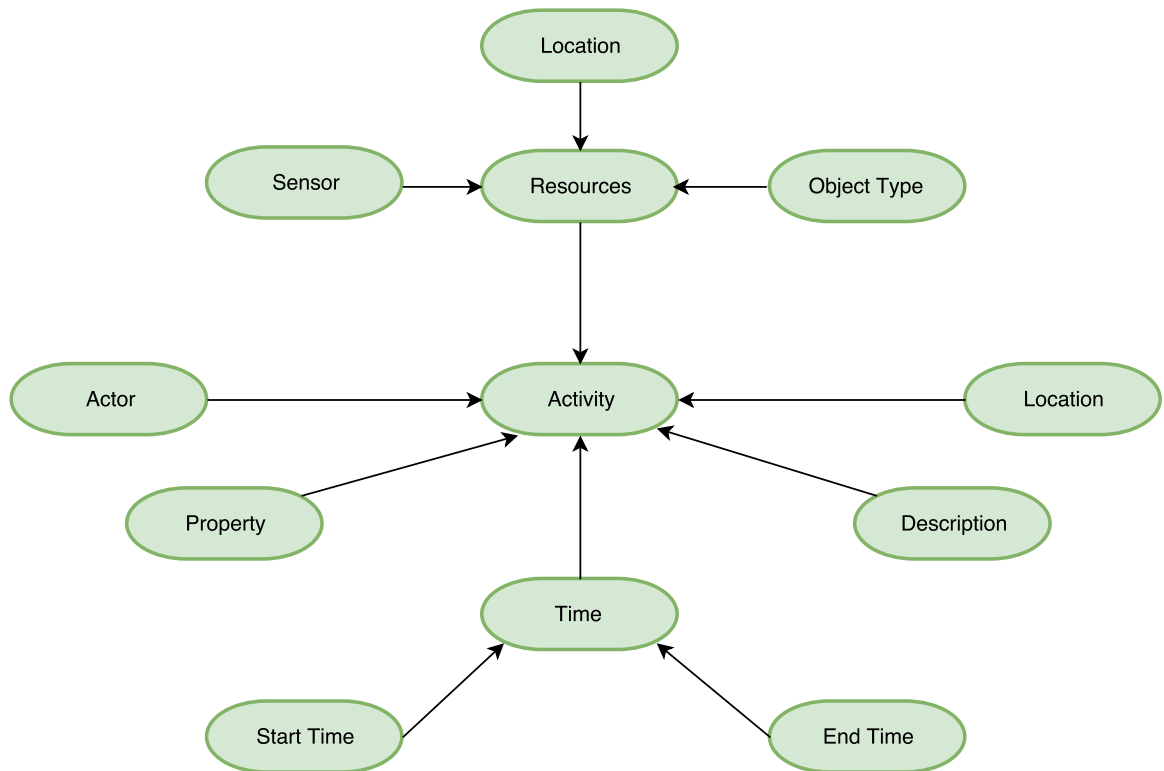 Location
Sensor
Resources
Object Type
Actor
Activity
Location
Property
Description
Time
Start Time
End Time